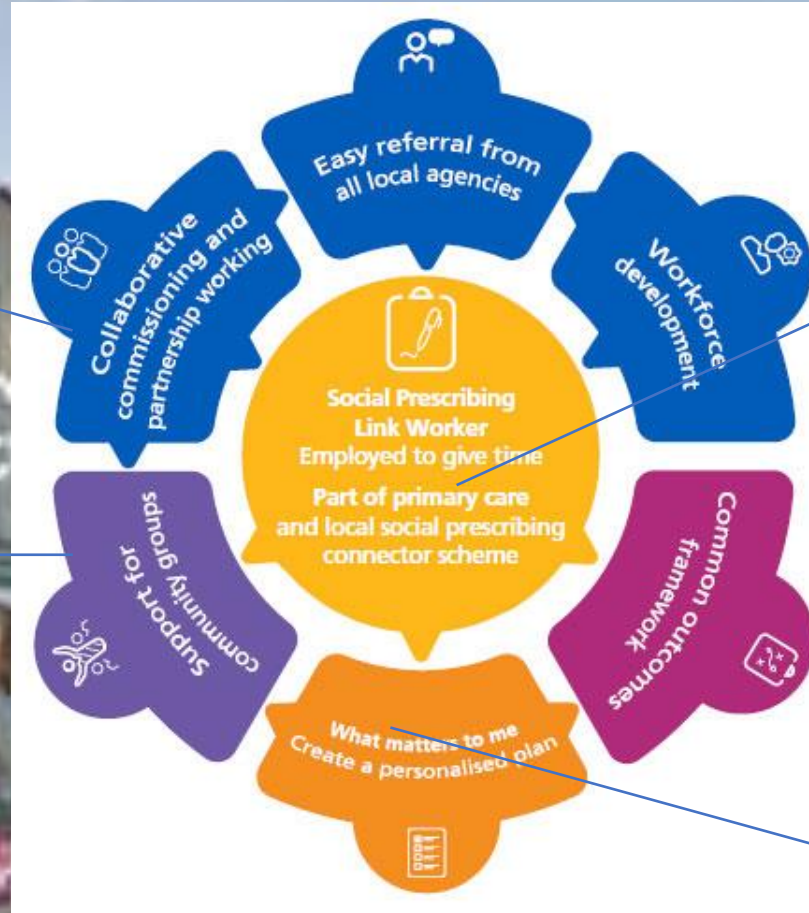 Easy referral from
all local agencies
Workforce
development
Common outcomes
framework
What matters to me
Create a personalised plan
Support for
community groups
Collaborative
commissioning and
partnership working
Social Prescribing
Link Worker
Employed to give time
Part of primary care
and local social prescribing
connector scheme